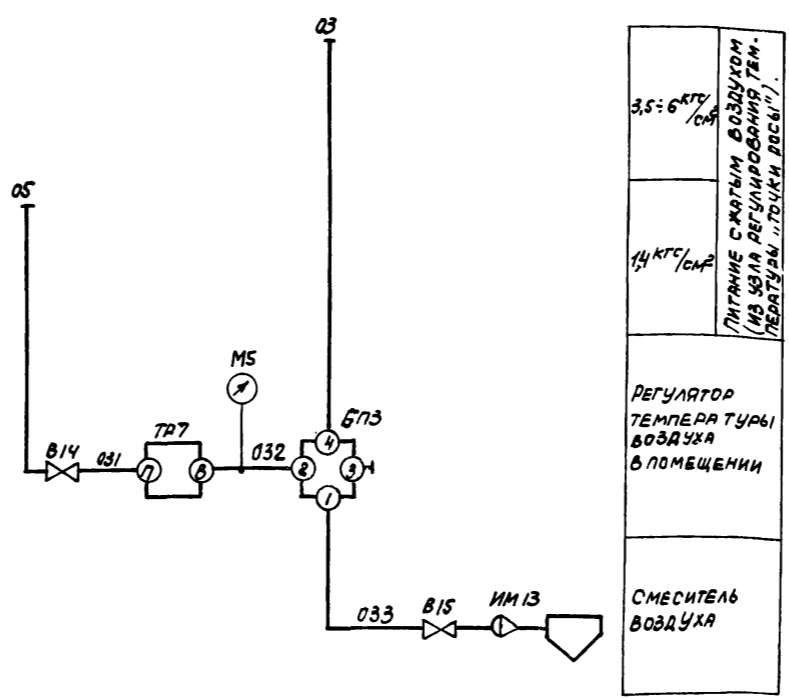 03
05
М5
БП3
ТР7
В14
031
П
В
032
2
4
3
1
033
В15
ИМ13
3,5÷6 кгс/см²
1,4 кгс/см²
Питание сжатым воздухом
(из узла регулирования тем-
пературы „точки росы").
Регулятор
температуры
воздуха
в помещении
Смеситель
воздуха